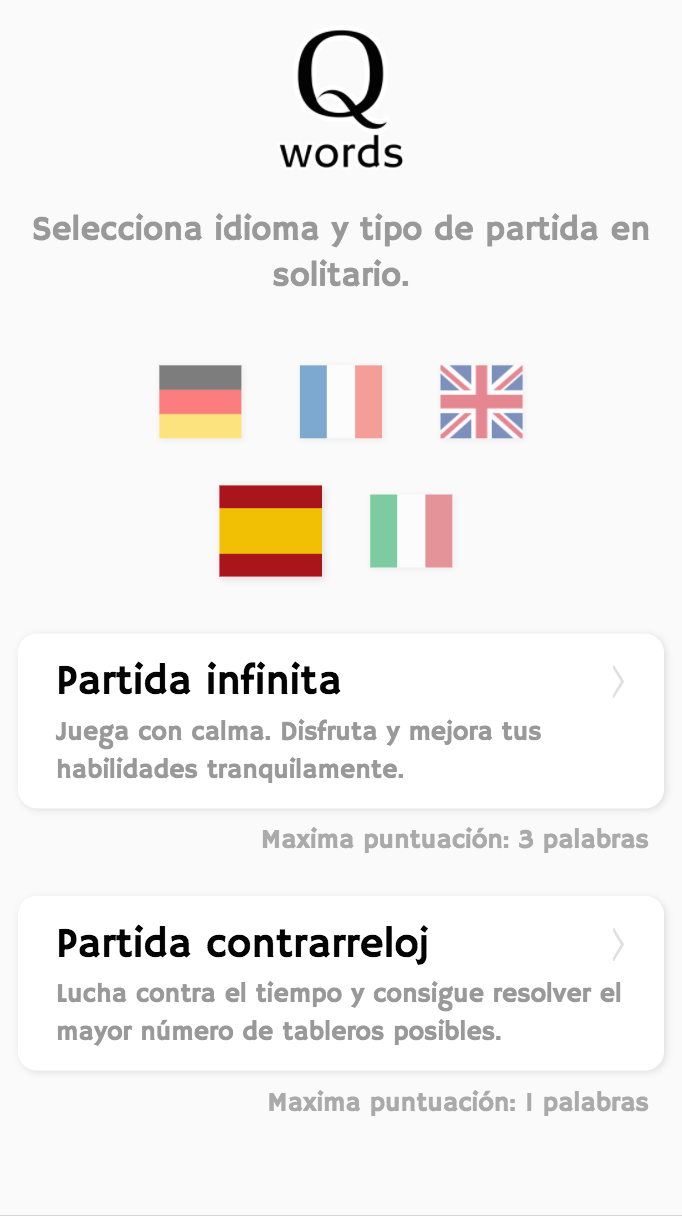 Q
words
Selecciona idioma y tipo de partida en
solitario.
Partida infinita
Juega con calma. Disfruta y mejora tus
habilidades tranquilamente.
Maxima puntuación: 3 palabras
Partida contrarreloj
Lucha contra el tiempo y consigue resolver el
mayor número de tableros posibles.
Maxima puntuación: 1 palabras